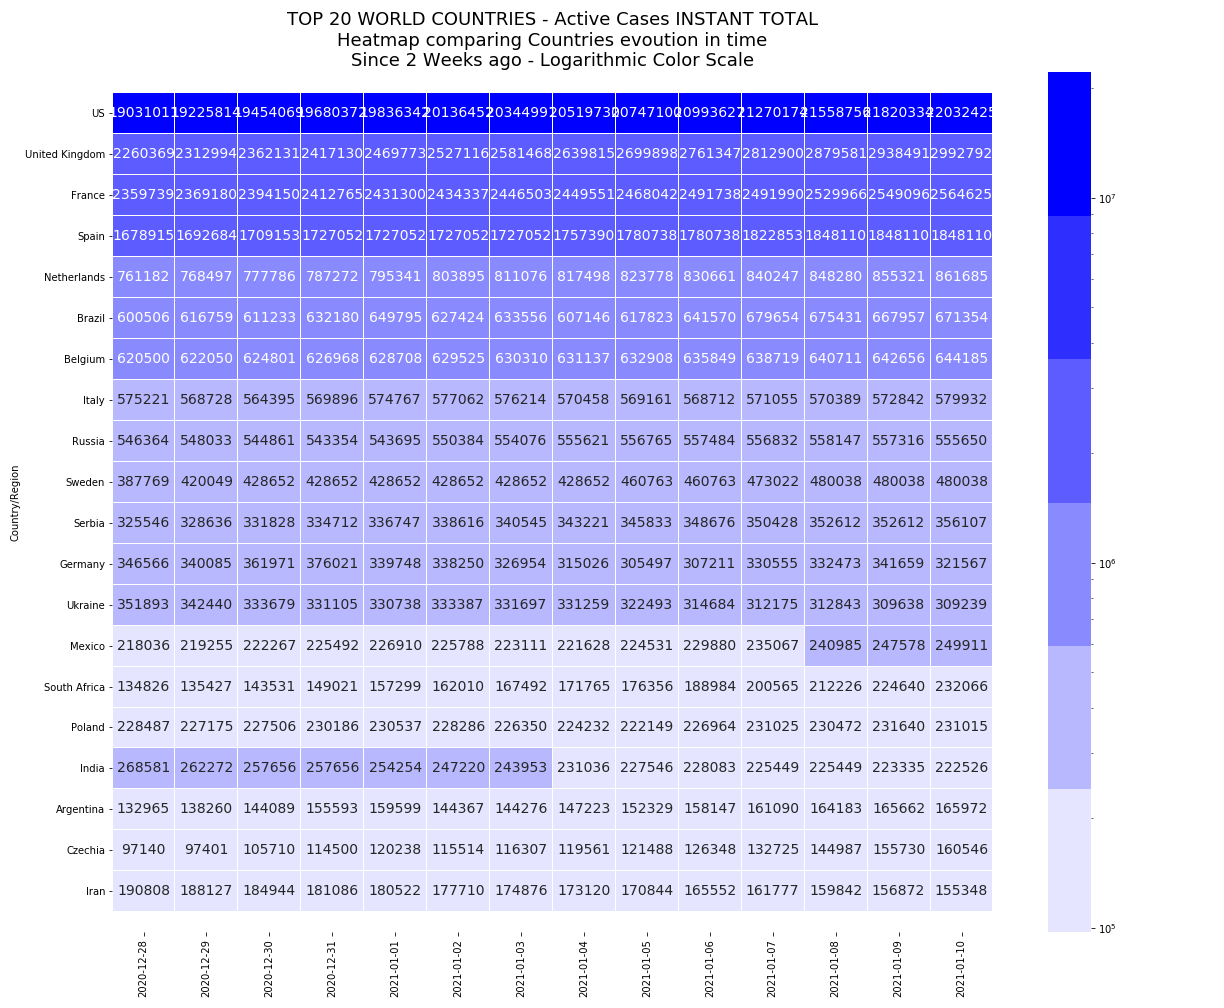 TOP 20 WORLD COUNTRIES - Active Cases INSTANT TOTAL
Heatmap comparing Countries evoution in time
Since 2 Weeks ago - Logarithmic Color Scale
US 19031011 19225814 19454069 19680372 19836342 20136452 20993627 21270174 21820334 22032425
United Kingdom 2260369 2312994 2362131 2417130 2469773 2527116 2581468 2639815 2699898 2761347 2812900 2879581 2938491 2992792
France 2359739 2369180 2394150 2412765 2431300 2434337 2446503 2449551 2468042 2491738 2491990 2529966 2549096 2564625
Spain 1678915 1692684 1709153 1727052 1727052 1727052 1727052 1757390 1780738 1780738 1822853 1848110 1848110 1848110
Netherlands 761182 768497 777786 787272 795341 803895 811076 817498 823778 830661 840247 848280 855321 861685
Brazil 600506 616759 611233 632180 649795 627424 633556 607146 617823 641570 679654 675431 667957 671354
Belgium 620500 622050 624801 626968 628708 629525 630310 631137 632908 635849 638719 640711 642656 644185
Italy 575221 568728 564395 569896 574767 577062 576214 570458 569161 568712 571055 570389 572842 579932
Russia 546364 548033 544861 543354 543695 550384 554076 555621 556765 557484 556832 558147 557316 555650
Sweden 387769 420049 428652 428652 428652 428652 428652 428652 460763 460763 473022 480038 480038 480038
Serbia 325546 328636 331828 334712 336747 338616 340545 343221 345833 348676 350428 352612 352612 356107
Germany 346566 340085 361971 376021 339748 338250 326954 315026 305497 307211 330555 332473 341659 321567
Ukraine 351893 342440 333679 331105 330738 333387 331697 331259 322493 314684 312175 312843 309638 309239
Mexico 218036 219255 222267 225492 226910 225788 223111 221628 224531 229880 235067 240985 247578 249911
South Africa 134826 135427 143531 149021 157299 162010 167492 171765 176356 188984 200565 212226 224640 232066
Poland 228487 227175 227506 230186 230537 228286 226350 224232 222149 226964 231025 230472 231640 231015
India 268581 262272 257656 257656 254254 247220 243953 231036 227546 228083 225449 225449 223335 222526
Argentina 132965 138260 144089 155593 159599 144367 144276 147223 152329 158147 161090 164183 165662 165972
Czechia 97140 97401 105710 114500 120238 115514 116307 119561 121488 126348 132725 144987 155730 160546
Iran 190808 188127 184944 181086 180522 177710 174876 173120 170844 165552 161777 159842 156872 155348
2020-12-28 2020-12-29 2020-12-30 2020-12-31 2021-01-01 2021-01-02 2021-01-03 2021-01-04 2021-01-05 2021-01-06 2021-01-07 2021-01-08 2021-01-09 2021-01-10
Country/Region
10⁷
10⁶
10⁵